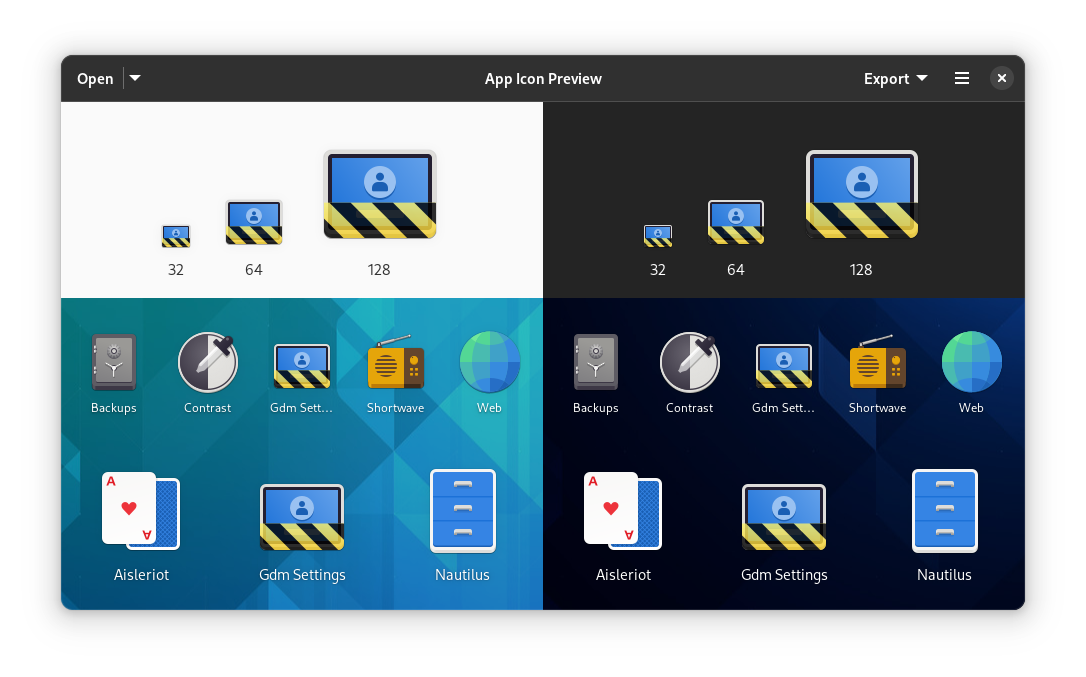 Open
App Icon Preview
Export
32 64 128
32 64 128
Backups Contrast Gdm Sett... Shortwave Web
Backups Contrast Gdm Sett... Shortwave Web
A A
A A
Aisleriot Gdm Settings Nautilus
Aisleriot Gdm Settings Nautilus